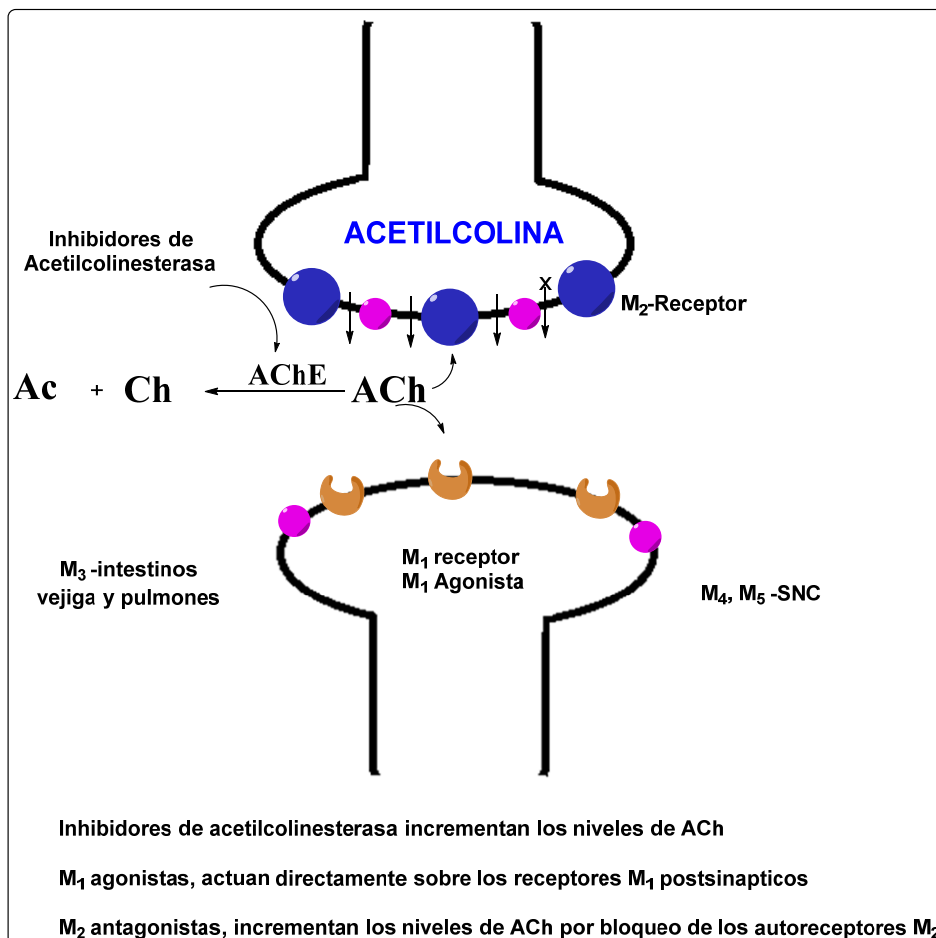 ACETILCOLINA
Inhibidores de
Acetilcolinesterasa
x
M2-Receptor
AChE
Ac + Ch
ACh
M1 receptor
M1 Agonista
M3 -intestinos
vejiga y pulmones
M4, M5 -SNC
Inhibidores de acetilcolinesterasa incrementan los niveles de ACh
M1 agonistas, actuan directamente sobre los receptores M1 postsinapticos
M2 antagonistas, incrementan los niveles de ACh por bloqueo de los autoreceptores M2